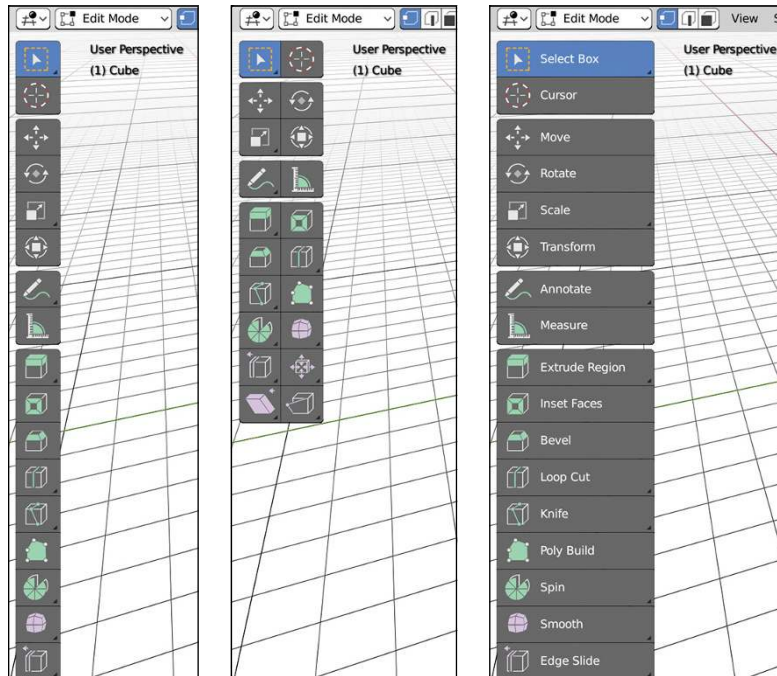 Edit Mode
User Perspective
(1) Cube
Edit Mode
User Perspective
(1) Cube
Edit Mode
View
User Perspective
(1) Cube
Select Box
Cursor
Move
Rotate
Scale
Transform
Annotate
Measure
Extrude Region
Inset Faces
Bevel
Loop Cut
Knife
Poly Build
Spin
Smooth
Edge Slide